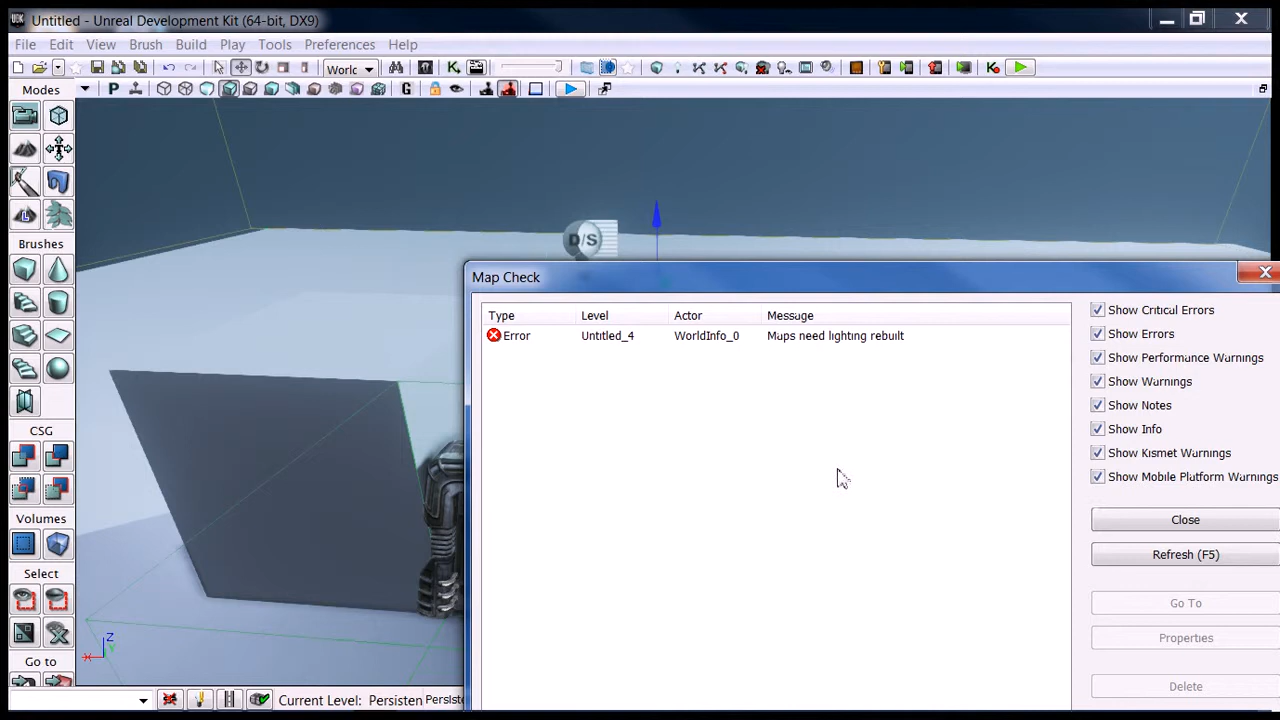 Untitled - Unreal Development Kit (64-bit, DX9)
File Edit View Brush Build Play Tools Preferences Help
World
Modes
P
G
L
Brushes
CSG
Volumes
Select
Go to
D/S
Z
Y
X
Map Check
Type Level Actor Message
Error Untitled_4 WorldInfo_0 Maps need lighting rebuilt
Show Critical Errors
Show Errors
Show Performance Warnings
Show Warnings
Show Notes
Show Info
Show Kismet Warnings
Show Mobile Platform Warnings
Close
Refresh (F5)
Go To
Properties
Delete
Current Level: Persisten Persist